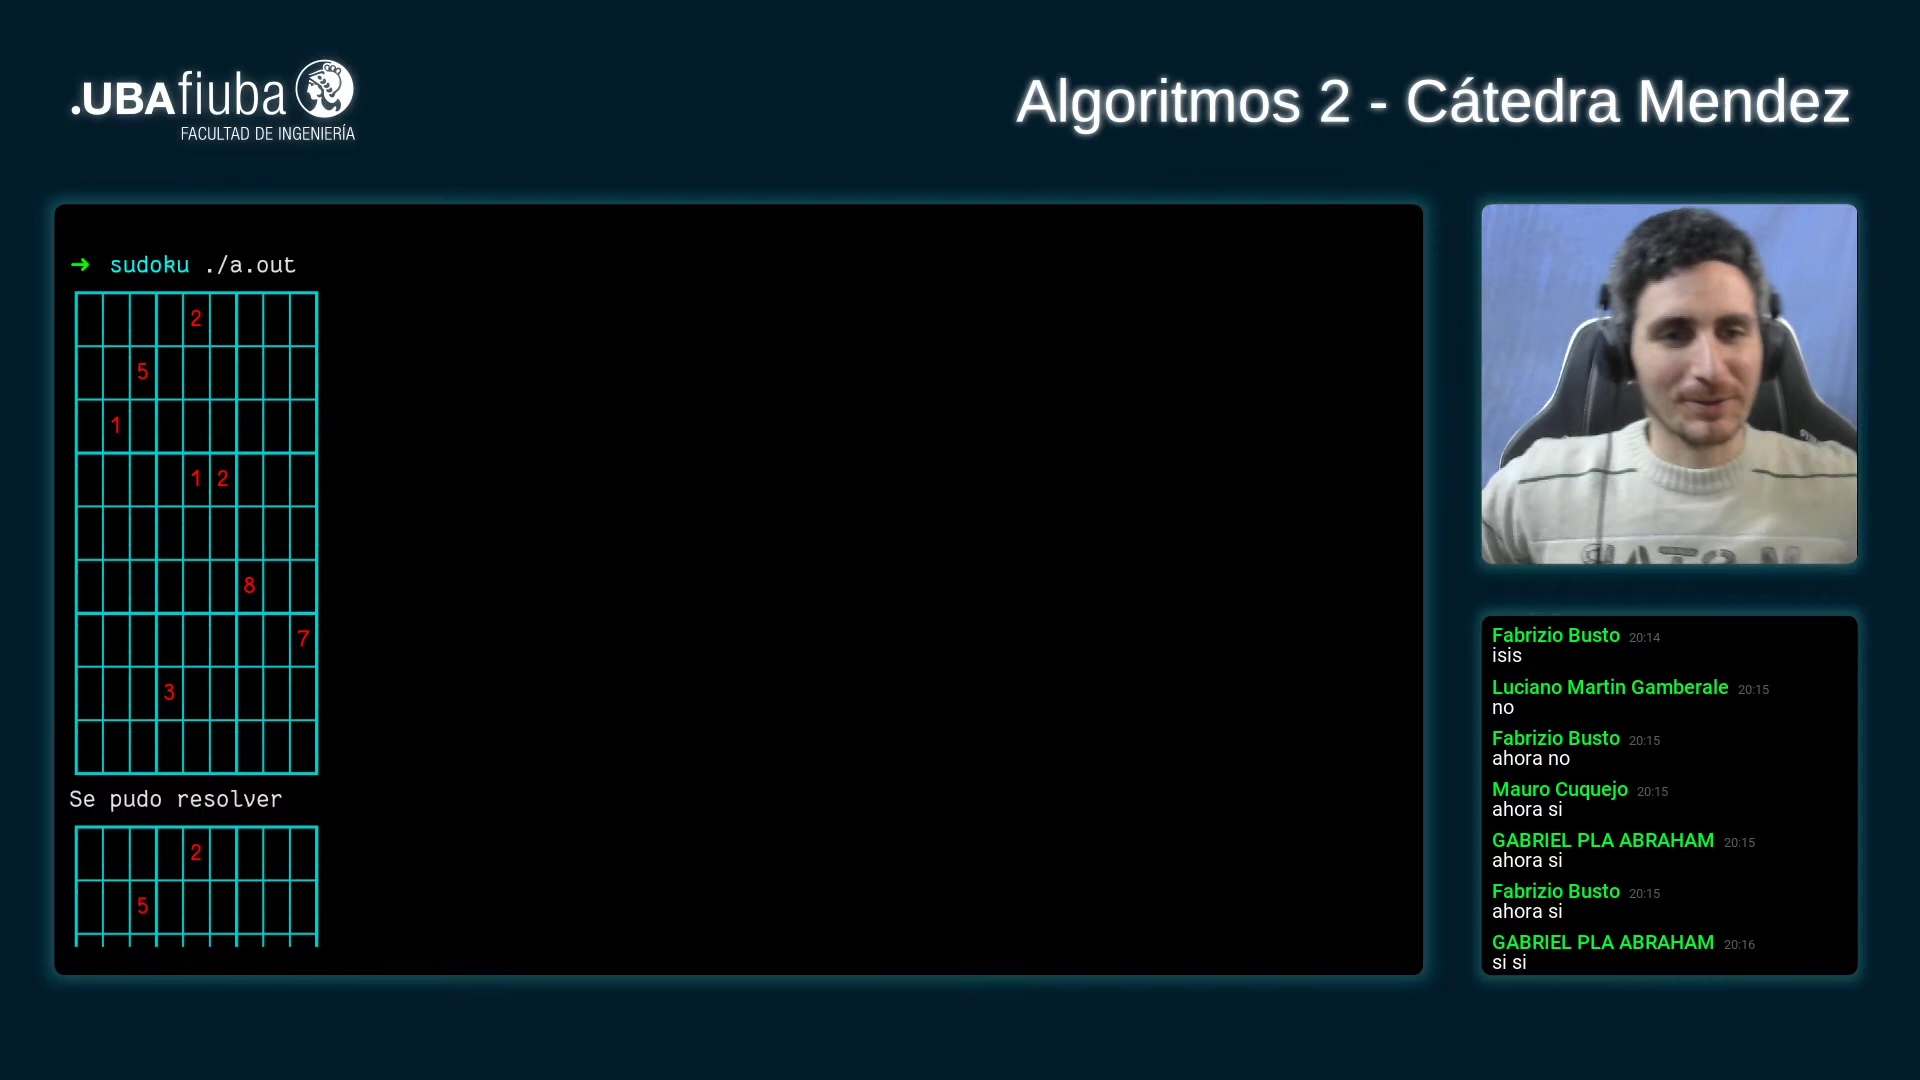 .UBAfiuba
FACULTAD DE INGENIERÍA
Algoritmos 2 - Cátedra Mendez
➜ sudoku ./a.out
2
5
1
1 2
8
7
3
Se pudo resolver
2
5
Fabrizio Busto 20:14
isis
Luciano Martin Gamberale 20:15
no
Fabrizio Busto 20:15
ahora no
Mauro Cuquejo 20:15
ahora si
GABRIEL PLA ABRAHAM 20:15
ahora si
Fabrizio Busto 20:15
ahora si
GABRIEL PLA ABRAHAM 20:16
si si